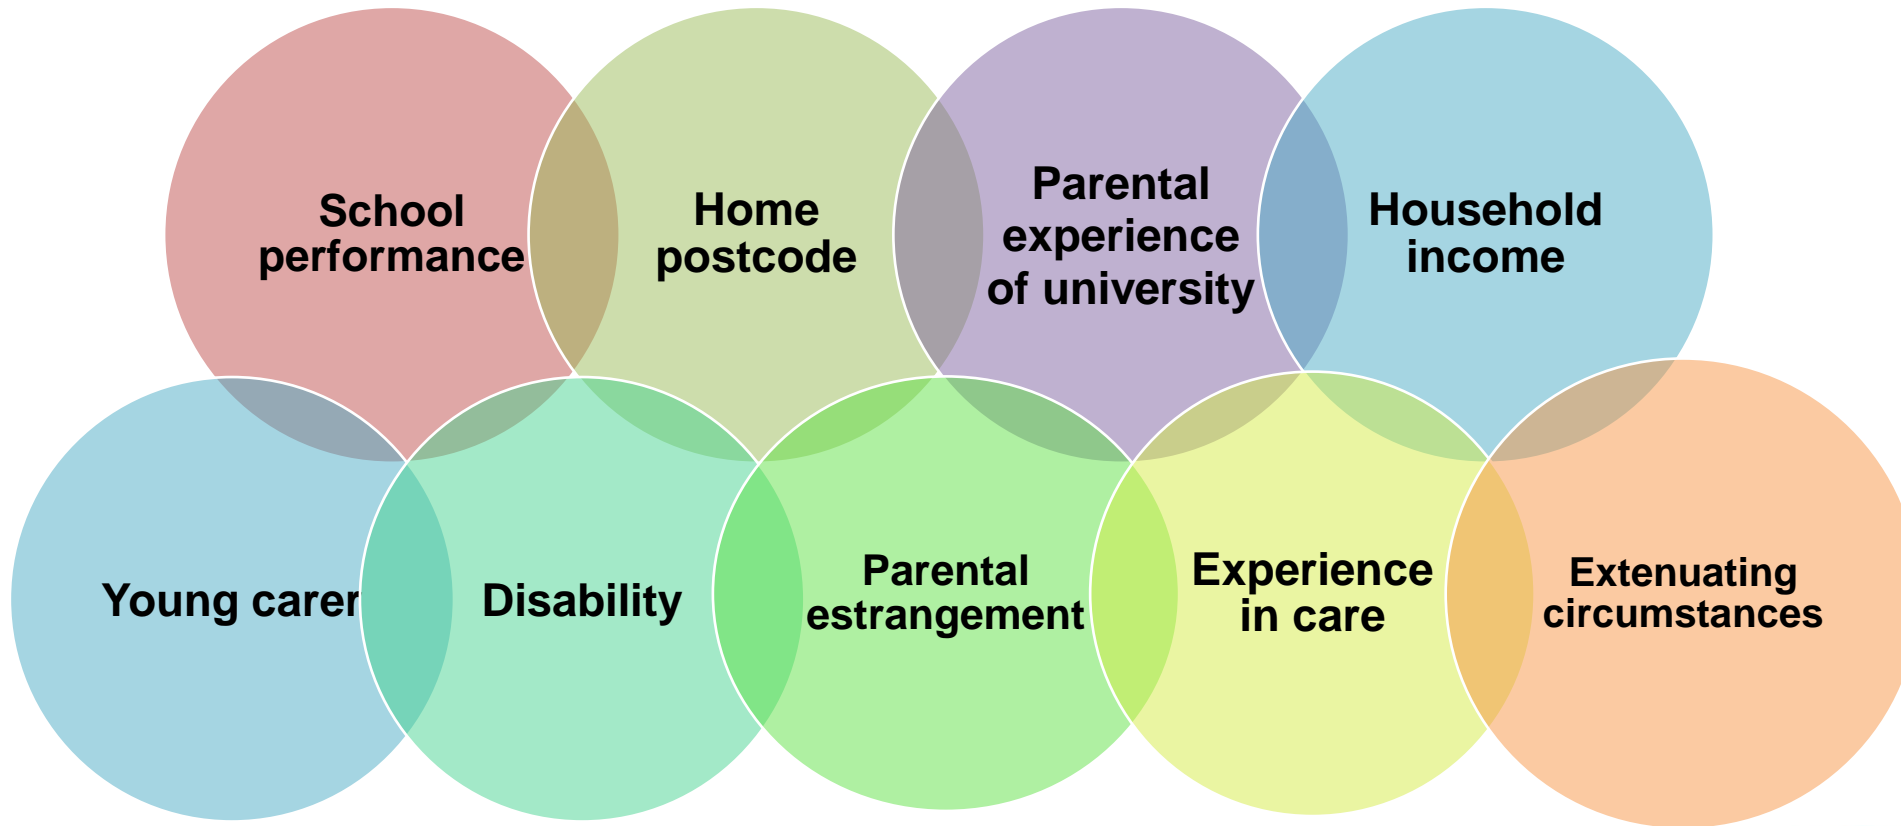 School
performance
Home
postcode
Parental
experience
of university
Household
income
Young carer
Disability
Parental
estrangement
Experience
in care
Extenuating
circumstances